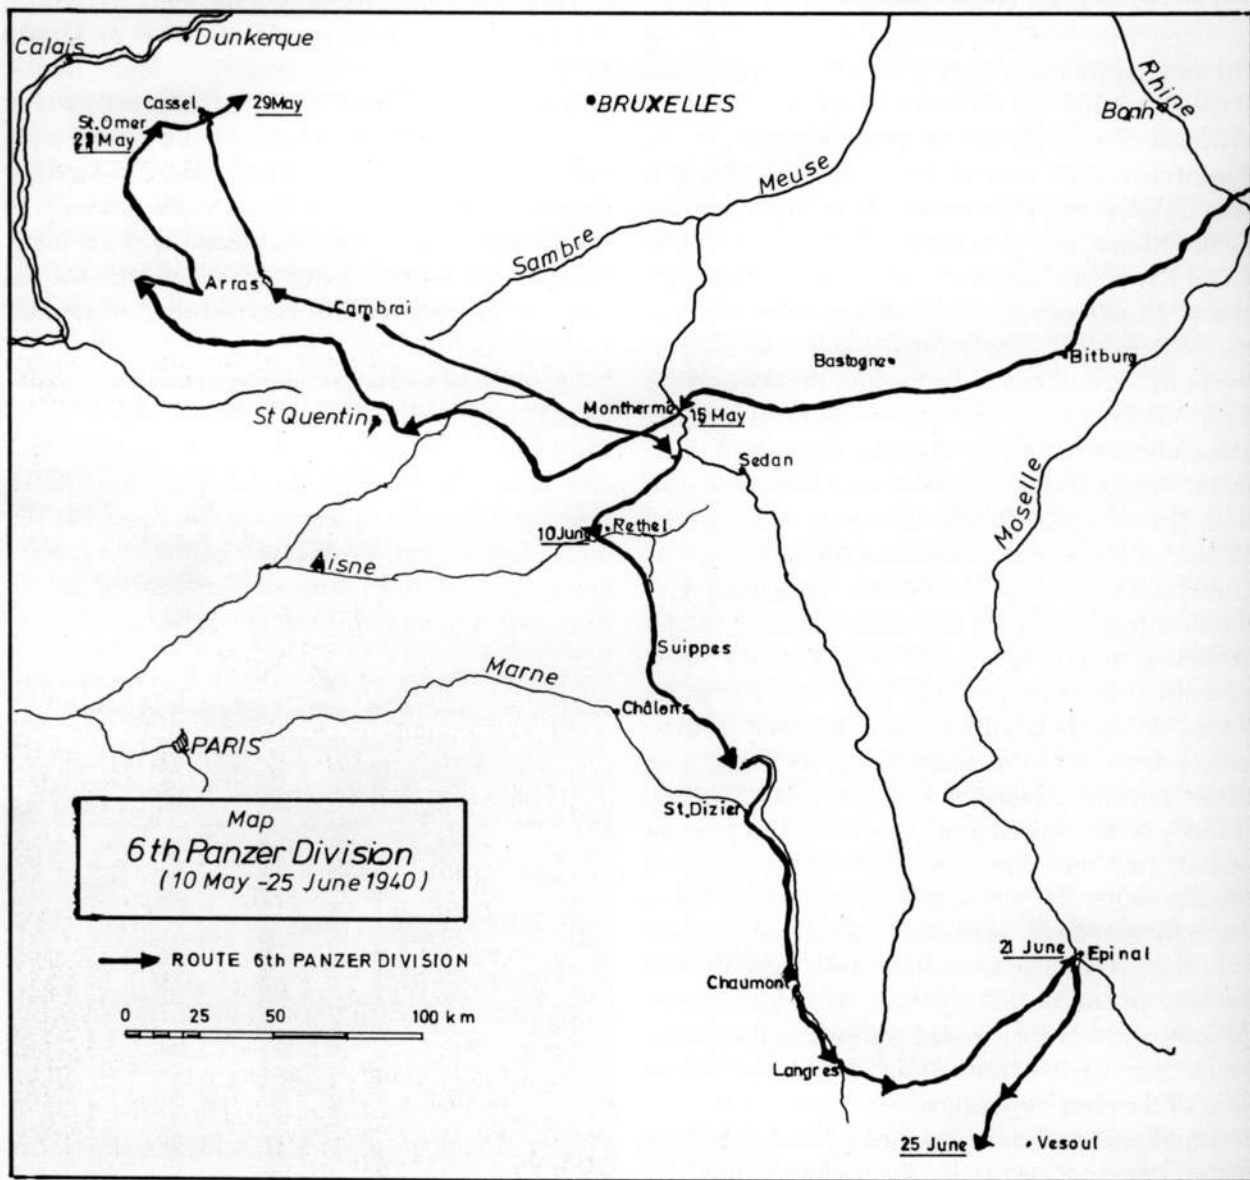 Calais
Dunkerque
Cassel
29 May
St. Omer
May
BRUXELLES
Rhine
Bonn
Meuse
Sambre
Arras
Cambrai
Bastogne
Bitburg
St Quentin
Monthermé
15 May
Sedan
Moselle
10 June
Rethel
Aisne
Suippes
Marne
Châlons
PARIS
St. Dizier
Map
6th Panzer Division
(10 May - 25 June 1940)
ROUTE 6th PANZER DIVISION
0 25 50 100 km
21 June
Epinal
Chaumont
Langres
25 June
Vesoul